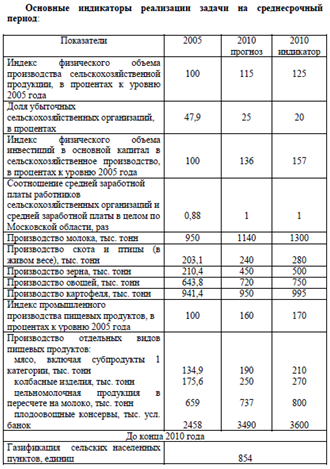 Основные индикаторы реализации задачи на среднесрочный
период:
Показатели 2005 2010 прогноз 2010 индикатор
Индекс физического объема
производства сельскохозяйственной
продукции, в процентах к уровню
2005 года 100 115 125
Доля убыточных
сельскохозяйственных организаций,
в процентах 47,9 25 20
Индекс физического объема
инвестиций в основной капитал в
сельскохозяйственное производство,
в процентах к уровню 2005 года 100 136 157
Соотношение средней заработной
платы работников
сельскохозяйственных организаций и
средней заработной платы в целом по
Московской области, раз 0,88 1 1
Производство молока, тыс. тонн 950 1140 1300
Производство скота и птицы (в
живом весе), тыс. тонн 203,1 240 280
Производство зерна, тыс. тонн 210,4 450 500
Производство овощей, тыс. тонн 643,8 720 750
Производство картофеля, тыс. тонн 941,4 950 995
Индекс промышленного
производства пищевых продуктов, в
процентах к уровню 2005 года 100 160 170
Производство отдельных видов
пищевых продуктов:
мясо, включая субпродукты 1
категории, тыс. тонн 134,9 190 210
колбасные изделия, тыс. тонн 175,6 250 270
цельномолочная продукция в
пересчете на молоко, тыс. тонн 659 737 800
плодоовощные консервы, тыс. усл.
банок 2458 3490 3600
До конца 2010 года
Газификация сельских населенных
пунктов, единиц 854